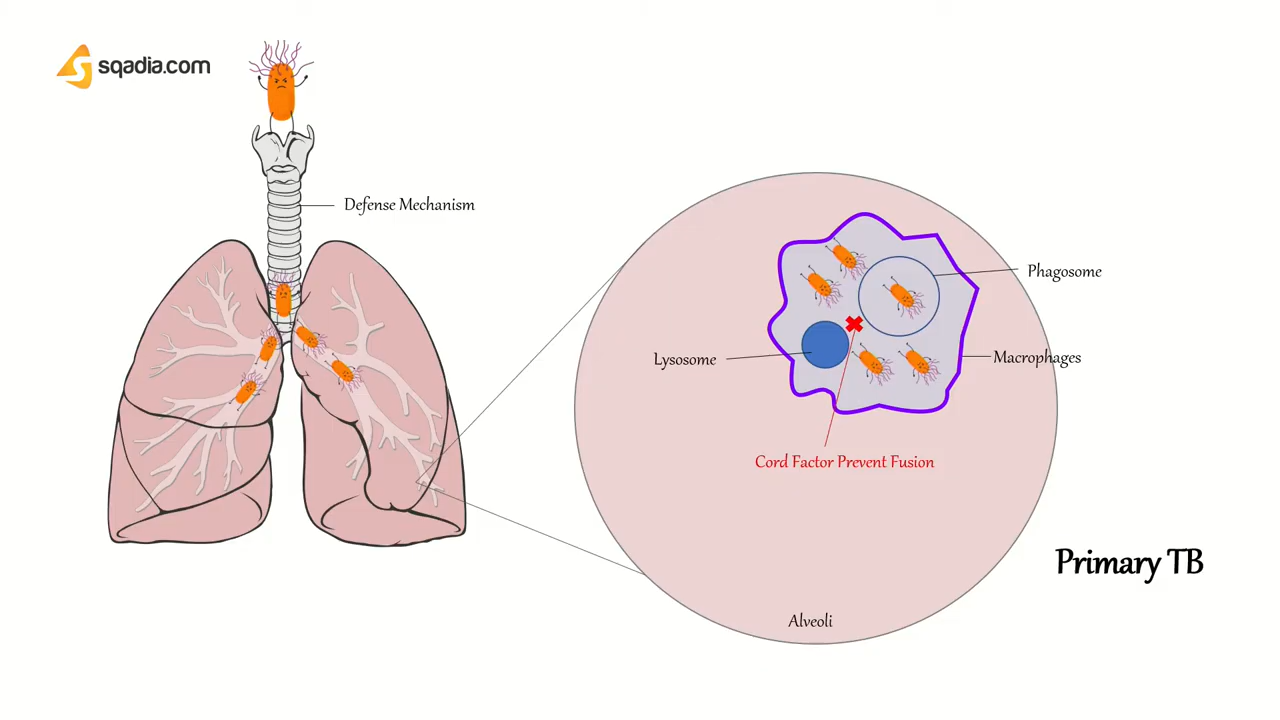 sqadia.com
Defense Mechanism
Phagosome
Lysosome
Macrophages
Cord Factor Prevent Fusion
Primary TB
Alveoli